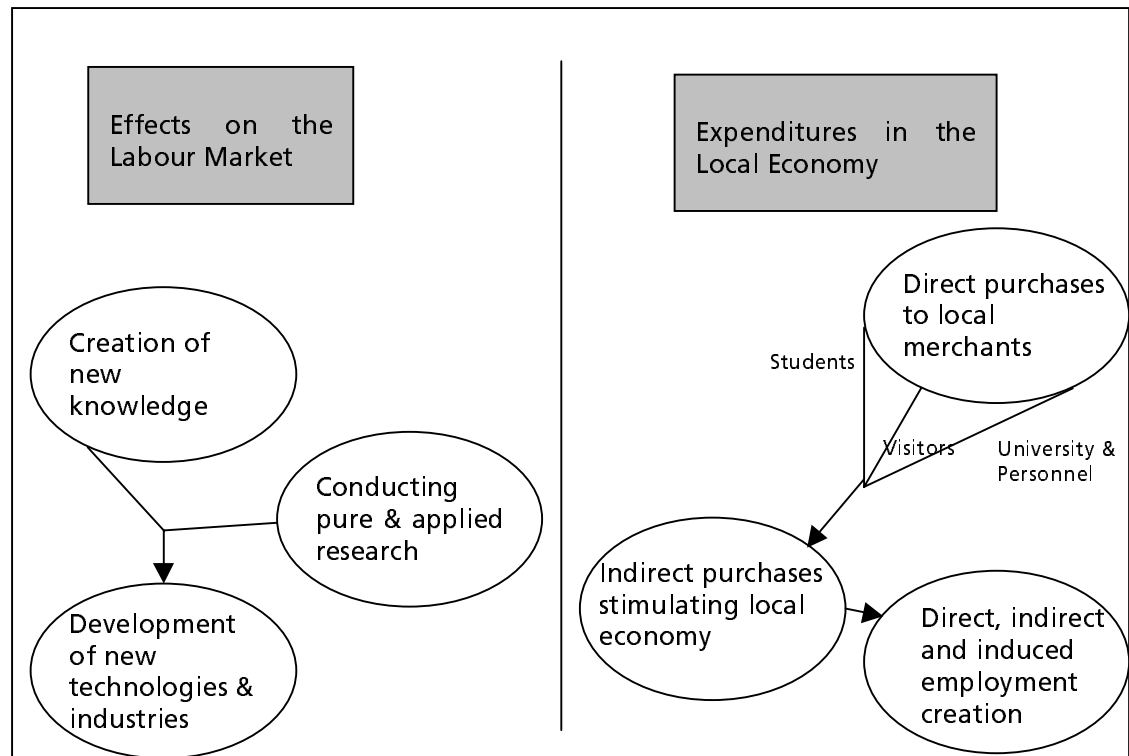 Effects on the
Labour Market
Creation of
new
knowledge
Conducting
pure & applied
research
Development
of new
technologies &
industries
Expenditures in the
Local Economy
Direct purchases
to local
merchants
Students
Visitors
University &
Personnel
Indirect purchases
stimulating local
economy
Direct, indirect
and induced
employment
creation